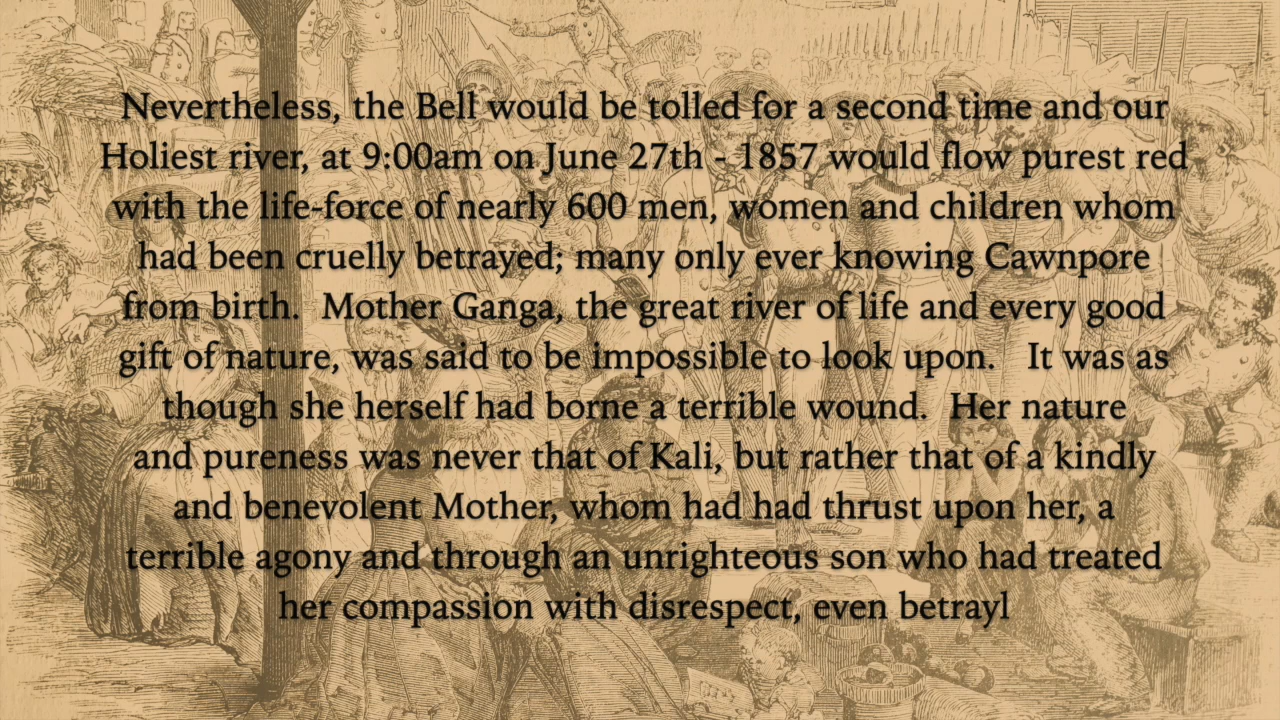 Nevertheless, the Bell would be tolled for a second time and our
Holiest river, at 9:00am on June 27th - 1857 would flow purest red
with the life-force of nearly 600 men, women and children whom
had been cruelly betrayed; many only ever knowing Cawnpore
from birth.  Mother Ganga, the great river of life and every good
gift of nature, was said to be impossible to look upon.   It was as
though she herself had borne a terrible wound.  Her nature
and pureness was never that of Kali, but rather that of a kindly
and benevolent Mother, whom had had thrust upon her, a
terrible agony and through an unrighteous son who had treated
her compassion with disrespect, even betrayl